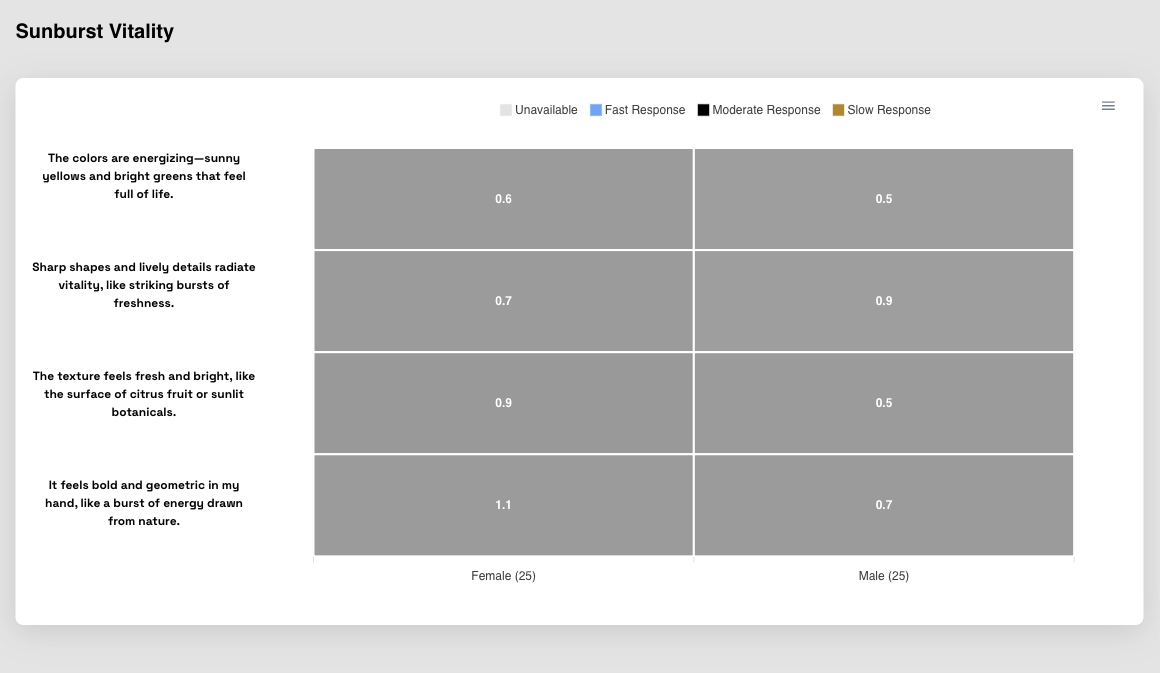 Sunburst Vitality
Unavailable
Fast Response
Moderate Response
Slow Response
The colors are energizing—sunny
yellows and bright greens that feel
full of life.
0.6
0.5
Sharp shapes and lively details radiate
vitality, like striking bursts of
freshness.
0.7
0.9
The texture feels fresh and bright, like
the surface of citrus fruit or sunlit
botanicals.
0.9
0.5
It feels bold and geometric in my
hand, like a burst of energy drawn
from nature.
1.1
0.7
Female (25)
Male (25)